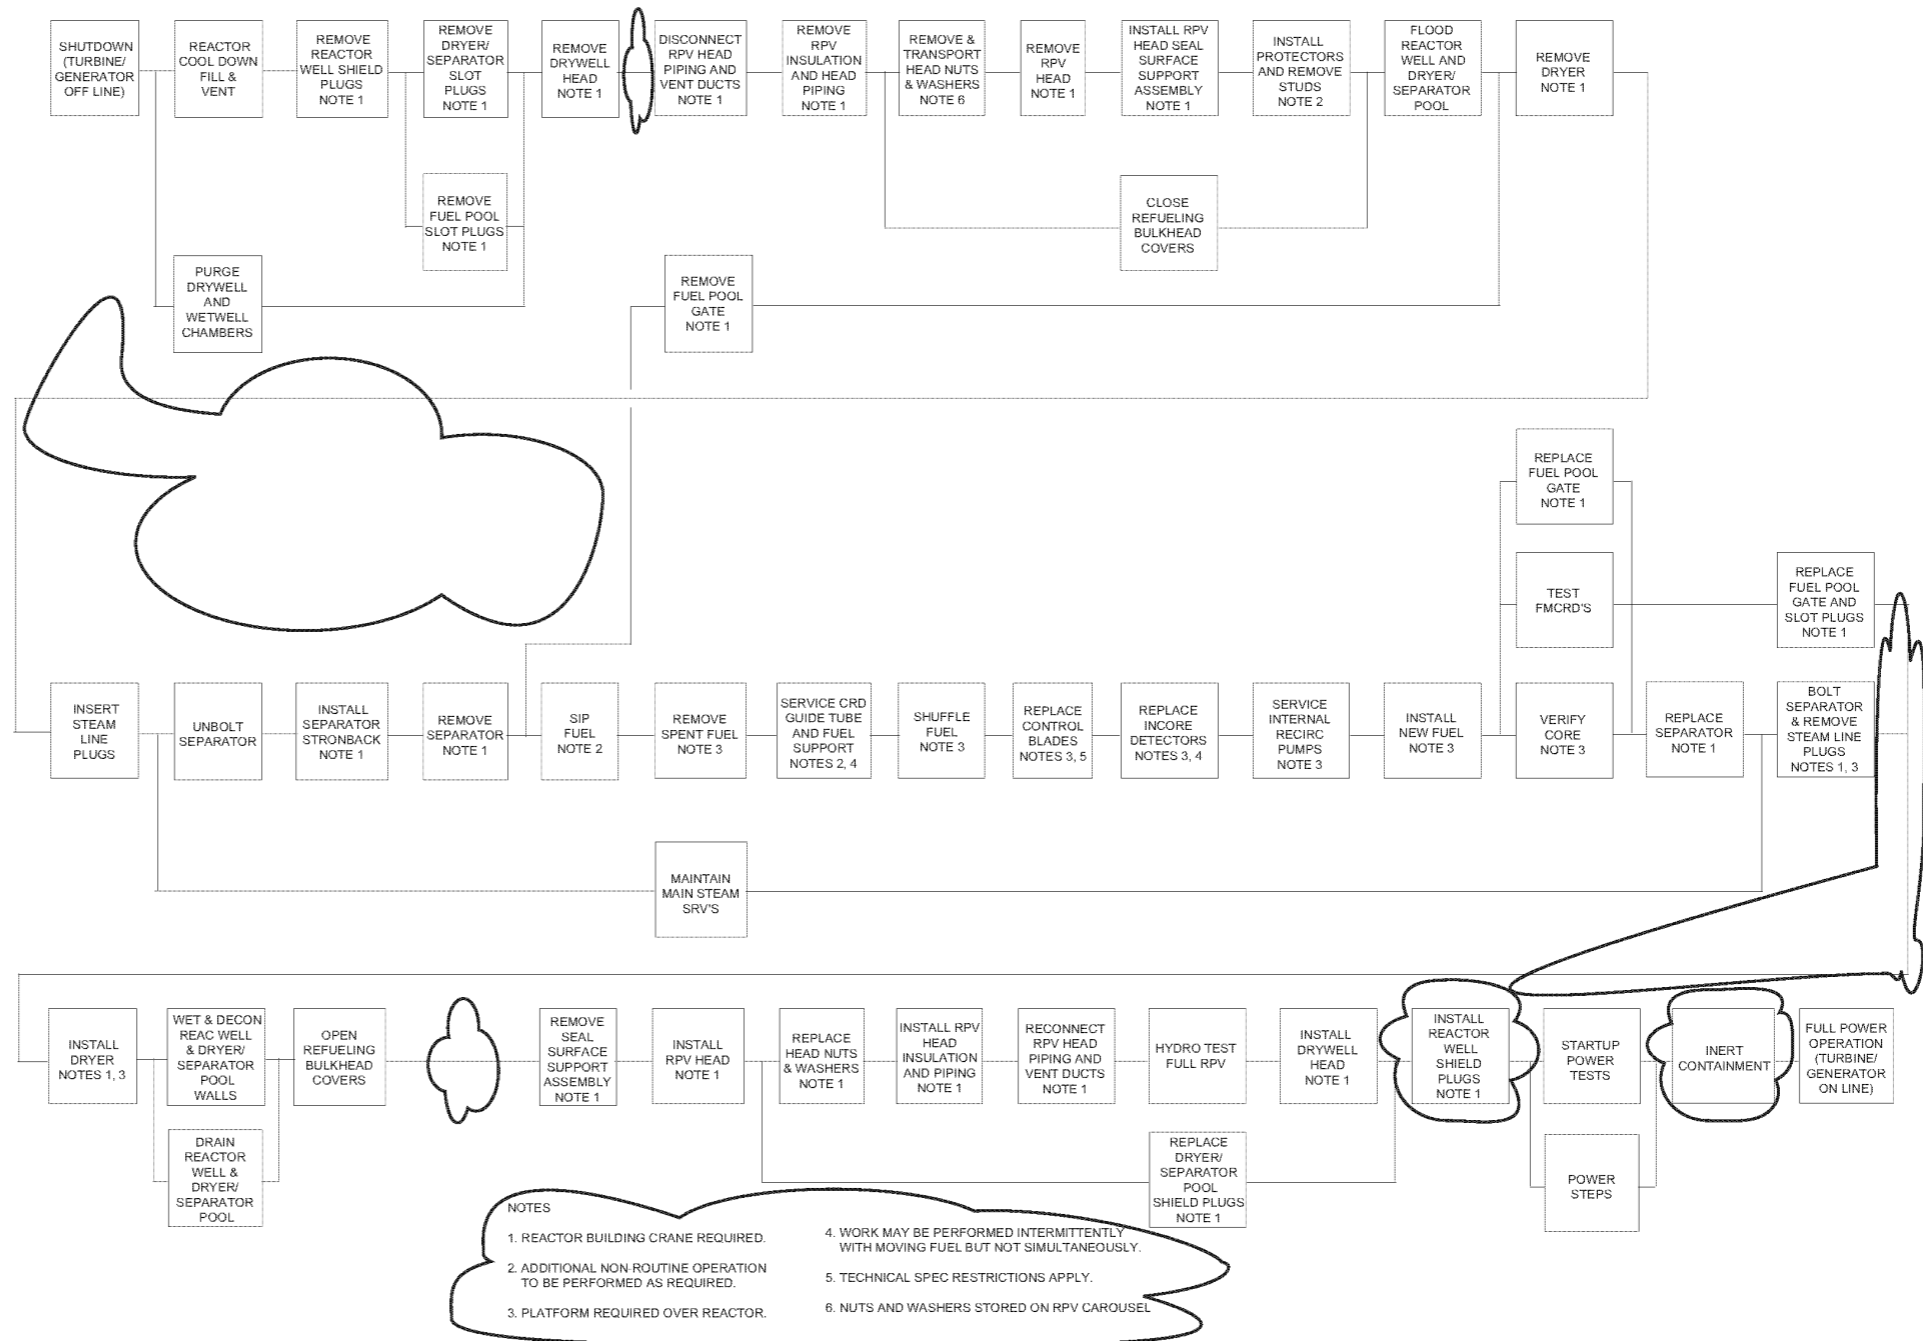 SHUTDOWN
(TURBINE/
GENERATOR
OFF LINE)
REACTOR
COOL DOWN
FILL &
VENT
REMOVE
REACTOR
WELL SHIELD
PLUGS
NOTE 1
REMOVE
DRYER/
SEPARATOR
SLOT
PLUGS
NOTE 1
REMOVE
DRYWELL
HEAD
NOTE 1
DISCONNECT
RPV HEAD
PIPING AND
VENT DUCTS
NOTE 1
REMOVE
RPV
INSULATION
AND HEAD
PIPING
NOTE 1
REMOVE &
TRANSPORT
HEAD NUTS
& WASHERS
NOTE 6
REMOVE
RPV
HEAD
NOTE 1
INSTALL RPV
HEAD SEAL
SURFACE
SUPPORT
ASSEMBLY
NOTE 1
INSTALL
PROTECTORS
AND REMOVE
STUDS
NOTE 2
FLOOD
REACTOR
WELL AND
DRYER/
SEPARATOR
POOL
REMOVE
DRYER
NOTE 1
REMOVE
FUEL POOL
SLOT PLUGS
NOTE 1
CLOSE
REFUELING
BULKHEAD
COVERS
PURGE
DRYWELL
AND
WETWELL
CHAMBERS
REMOVE
FUEL POOL
GATE
NOTE 1
REPLACE
FUEL POOL
GATE
NOTE 1
TEST
FMCRD'S
REPLACE
FUEL POOL
GATE AND
SLOT PLUGS
NOTE 1
INSERT
STEAM
LINE
PLUGS
UNBOLT
SEPARATOR
INSTALL
SEPARATOR
STRONBACK
NOTE 1
REMOVE
SEPARATOR
NOTE 1
SIP
FUEL
NOTE 2
REMOVE
SPENT FUEL
NOTE 3
SERVICE CRD
GUIDE TUBE
AND FUEL
SUPPORT
NOTES 2, 4
SHUFFLE
FUEL
NOTE 3
REPLACE
CONTROL
BLADES
NOTES 3, 5
REPLACE
INCORE
DETECTORS
NOTES 3, 4
SERVICE
INTERNAL
RECIRC
PUMPS
NOTE 3
INSTALL
NEW FUEL
NOTE 3
VERIFY
CORE
NOTE 3
REPLACE
SEPARATOR
NOTE 1
BOLT
SEPARATOR
& REMOVE
STEAM LINE
PLUGS
NOTES 1, 3
MAINTAIN
MAIN STEAM
SRV'S
INSTALL
DRYER
NOTES 1, 3
WET & DECON
REAC WELL
& DRYER/
SEPARATOR
POOL
WALLS
OPEN
REFUELING
BULKHEAD
COVERS
REMOVE
SEAL
SURFACE
SUPPORT
ASSEMBLY
NOTE 1
INSTALL
RPV HEAD
NOTE 1
REPLACE
HEAD NUTS
& WASHERS
NOTE 1
INSTALL RPV
HEAD
INSULATION
AND PIPING
NOTE 1
RECONNECT
RPV HEAD
PIPING AND
VENT DUCTS
NOTE 1
HYDRO TEST
FULL RPV
INSTALL
DRYWELL
HEAD
NOTE 1
INSTALL
REACTOR
WELL
SHIELD
PLUGS
NOTE 1
STARTUP
POWER
TESTS
INERT
CONTAINMENT
FULL POWER
OPERATION
(TURBINE/
GENERATOR
ON LINE)
DRAIN
REACTOR
WELL &
DRYER/
SEPARATOR
POOL
REPLACE
DRYER/
SEPARATOR
POOL
SHIELD PLUGS
NOTE 1
POWER
STEPS
NOTES
1. REACTOR BUILDING CRANE REQUIRED.
2. ADDITIONAL NON-ROUTINE OPERATION
TO BE PERFORMED AS REQUIRED.
3. PLATFORM REQUIRED OVER REACTOR.
4. WORK MAY BE PERFORMED INTERMITTENTLY
WITH MOVING FUEL BUT NOT SIMULTANEOUSLY.
5. TECHNICAL SPEC RESTRICTIONS APPLY.
6. NUTS AND WASHERS STORED ON RPV CAROUSEL